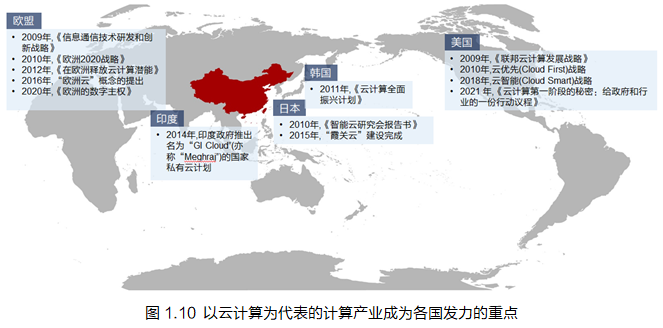 欧盟
• 2009年,《信息通信技术研发和创
新战略》
• 2010年,《欧洲2020战略》
• 2012年,《在欧洲释放云计算潜能》
• 2016年，“欧洲云”概念的提出
• 2020年,《欧洲的数字主权》
美国
• 2009年,《联邦云计算发展战略》
• 2010年,云优先(Cloud First)战略
• 2018年,云智能(Cloud Smart)战略
• 2021 年,《云计算第一阶段的秘密；给政府和行
业的一份行动议程》
韩国
• 2011年,《云计算全面
振兴计划》
日本
• 2010年,《智能云研究会报告书》
• 2015年,“霞关云”建设完成
印度
• 2014年,印度政府推出
名为“GI Cloud”(亦
称“Meghraj”)的国家
私有云计划
图 1.10 以云计算为代表的计算产业成为各国发力的重点